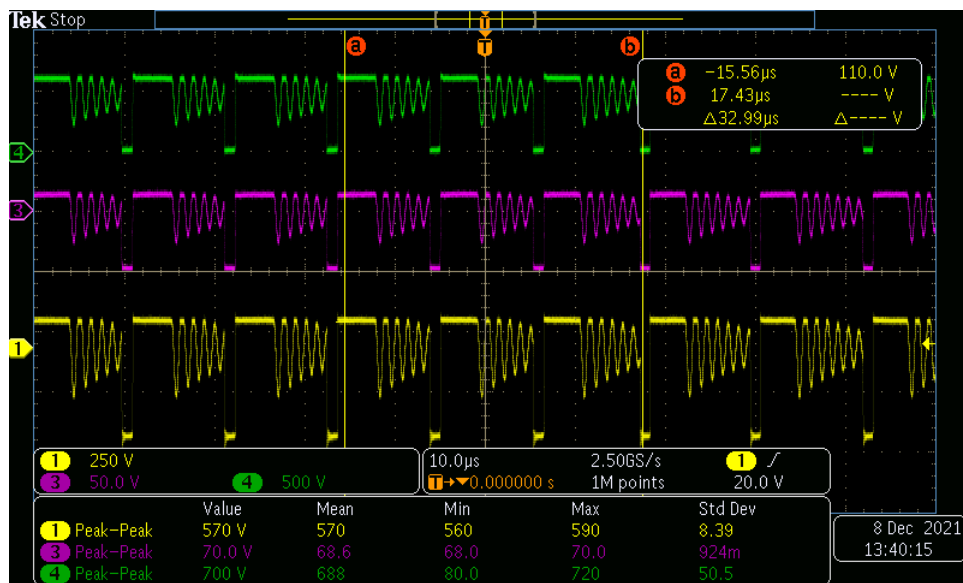 Tek Stop
T
T
a
b
a −15.56µs 110.0 V
b 17.43µs −−−− V
Δ32.99µs Δ−−−− V
4
3
1
1 250 V
3 50.0 V 4 500 V
10.0µs 2.50GS/s 1 /
T→▼0.000000 s 1M points 20.0 V
Value Mean Min Max Std Dev
1 Peak−Peak 570 V 570 560 590 8.39
3 Peak−Peak 70.0 V 68.6 68.0 70.0 924m
4 Peak−Peak 700 V 688 80.0 720 50.5
8 Dec 2021
13:40:15